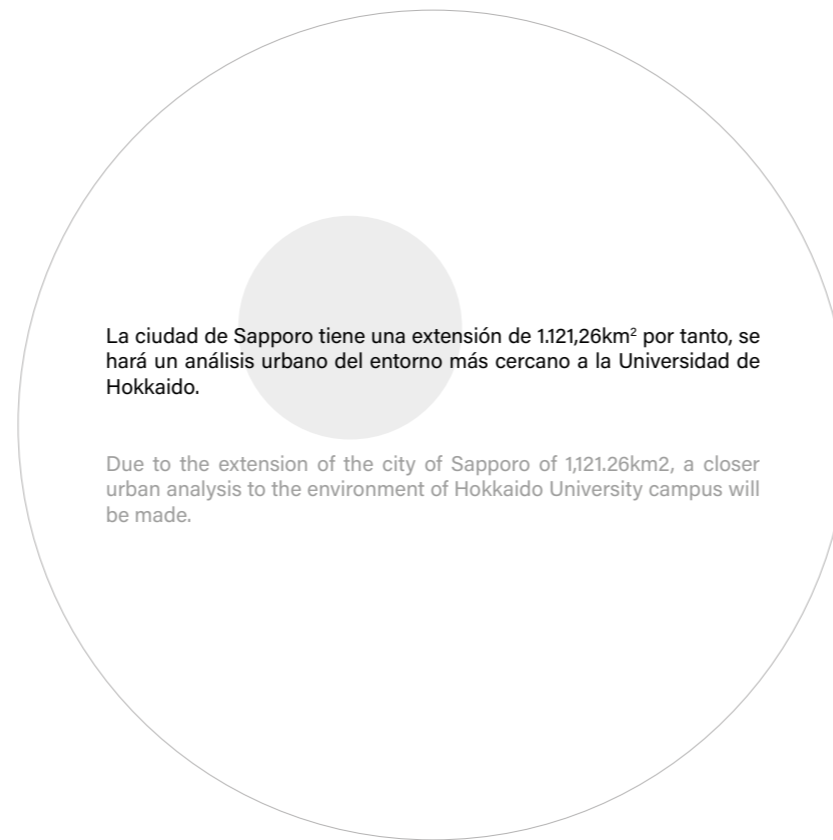 La ciudad de Sapporo tiene una extensión de 1.121,26km² por tanto, se
hará un análisis urbano del entorno más cercano a la Universidad de
Hokkaido.
Due to the extension of the city of Sapporo of 1,121.26km2, a closer
urban analysis to the environment of Hokkaido University campus will
be made.